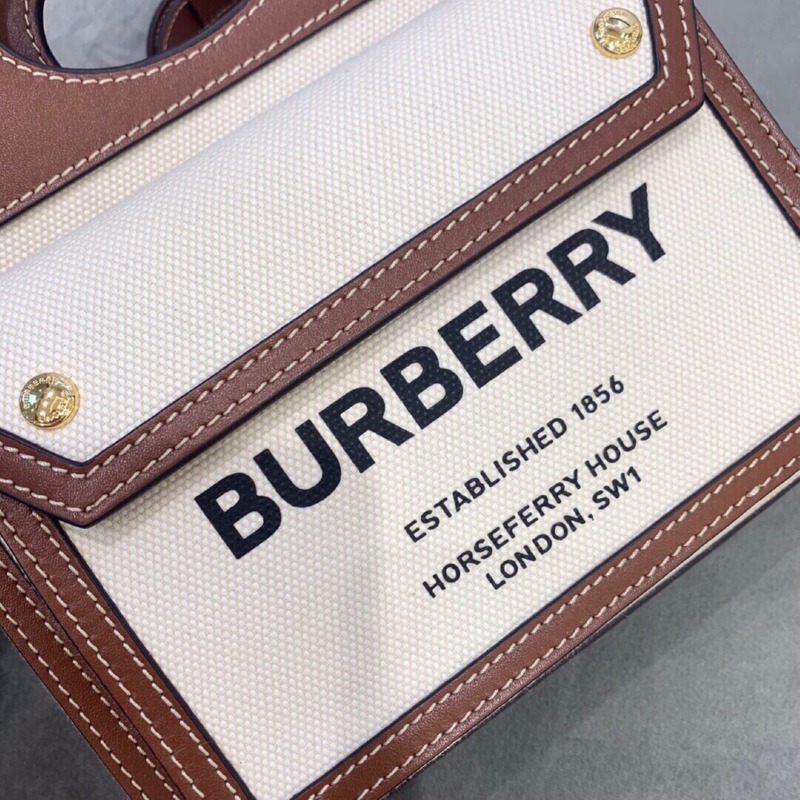 BURBERRY
ESTABLISHED 1856
HORSEFERRY HOUSE
LONDON, SW1